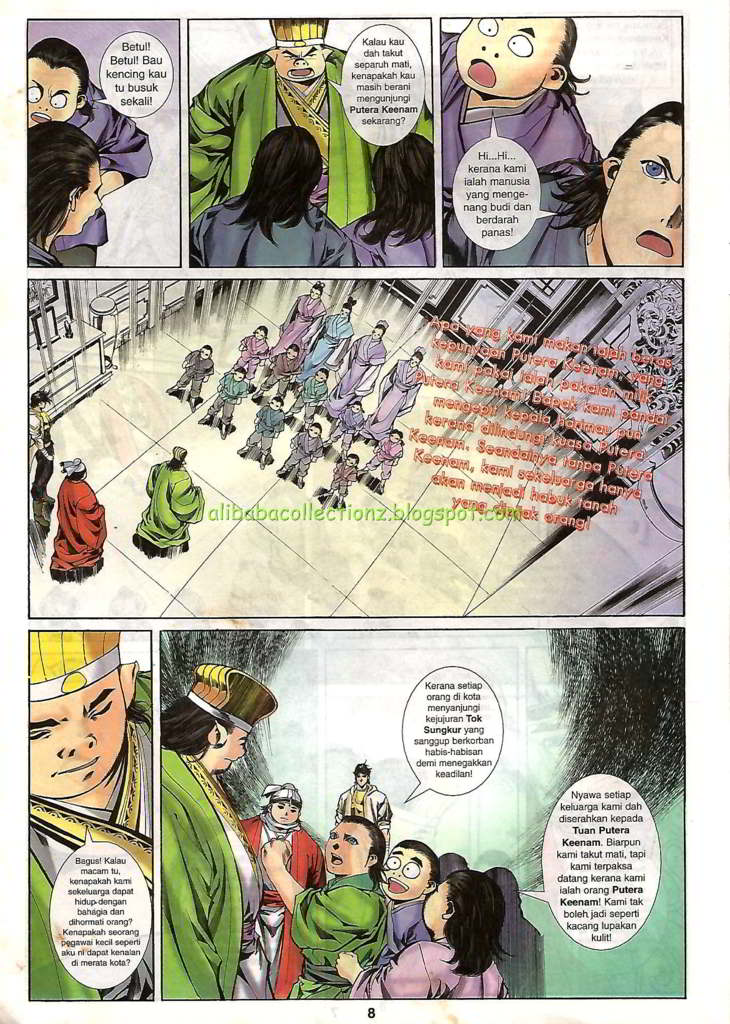 Betul!
Betul! Bau
kencing kau
busuk
sekali!
Kalau kau
dah takut
separuh mati,
kenapakah kau
masih berani
mengunjungi
Putera Keenam
sekarang?
Hi...Hi...
kerana kami
ialah manusia
yang menge-
nang budi dan
berdarah
panas!
Apa yang kami makan ialah beras
kepunyaan Putera Keenam, yang
kami pakai ialah pakaian milik
Putera Keenam! Bapak kami pandai
mengepit kepala harimau pun
kerana dilindungi kuasa Putera
Keenam. Seandainya tanpa Putera
Keenam, kami sekeluarga hanya
akan menjadi habuk tanah
yang dipijak orang!
alibabacollectionz.blogspot.com
Bagus! Kalau
macam tu,
kenapakah kami
sekeluarga dapat
hidup dengan
bahagia dan
dihormati orang?
Kenapakah seorang
pegawai kecil seperti
aku ni dapat kenalan
di merata kota?
Kerana setiap
orang di kota
menyanjungi
kejujuran Tok
Sungkur yang
sanggup berkorban
habis-habisan
demi menegakkan
keadilan!
Nyawa setiap
keluarga kami dah
diserahkan kepada
Tuan Putera
Keenam. Biarpun
kami takut mati, tapi
kami terpaksa
datang kerana kami
ialah orang Putera
Keenam! Kami tak
boleh jadi seperti
kacang lupakan
kulit!
alibabacollectionz.blogspot.com
8